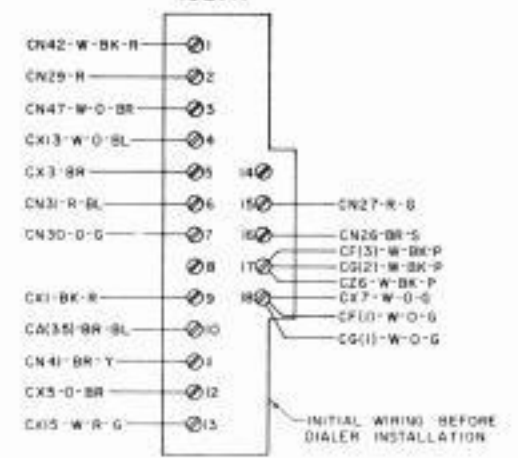 CN42-W-BK-R 1
CN29-R 2
CN47-W-O-BR 3
CX13-W-O-BL 4
CX3-BR 5 14
CN31-R-BL 6 15 CN27-R-G
CN30-O-G 7 16 CN26-BR-S
CF(3)-W-BK-P
8 17 CG(2)-W-BK-P
CZ6-W-BK-P
CX1-BK-R 9 18 CX7-W-O-G
CF(1)-W-O-G
CA(35)-BR-BL 10
CG(1)-W-O-G
CN41-BR-Y 11
CX5-O-BR 12
CX15-W-R-G 13
INITIAL WIRING BEFORE
DIALER INSTALLATION